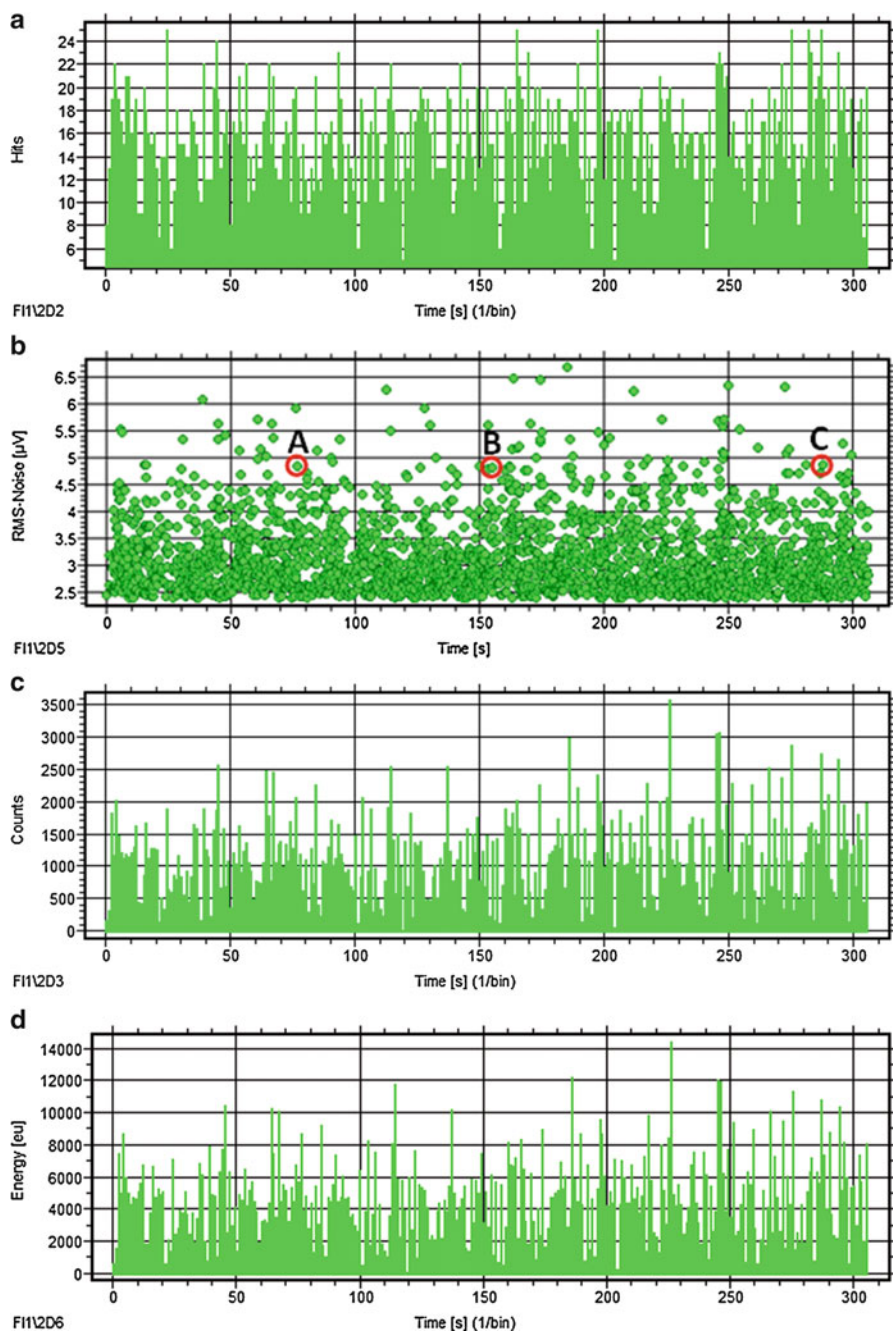 a
24
22
20
18
16
14
12
10
8
6
Hits
0 50 100 150 200 250 300
FI1\2D2 Time [s] (1/bin)
b
6.5
6
5.5
5
4.5
4
3.5
3
2.5
RMS-Noise [µV]
A B C
0 50 100 150 200 250 300
FI1\2D5 Time [s]
c
3500
3000
2500
2000
1500
1000
500
0
Counts
0 50 100 150 200 250 300
FI1\2D3 Time [s] (1/bin)
d
14000
12000
10000
8000
6000
4000
2000
0
Energy [eu]
0 50 100 150 200 250 300
FI1\2D6 Time [s] (1/bin)